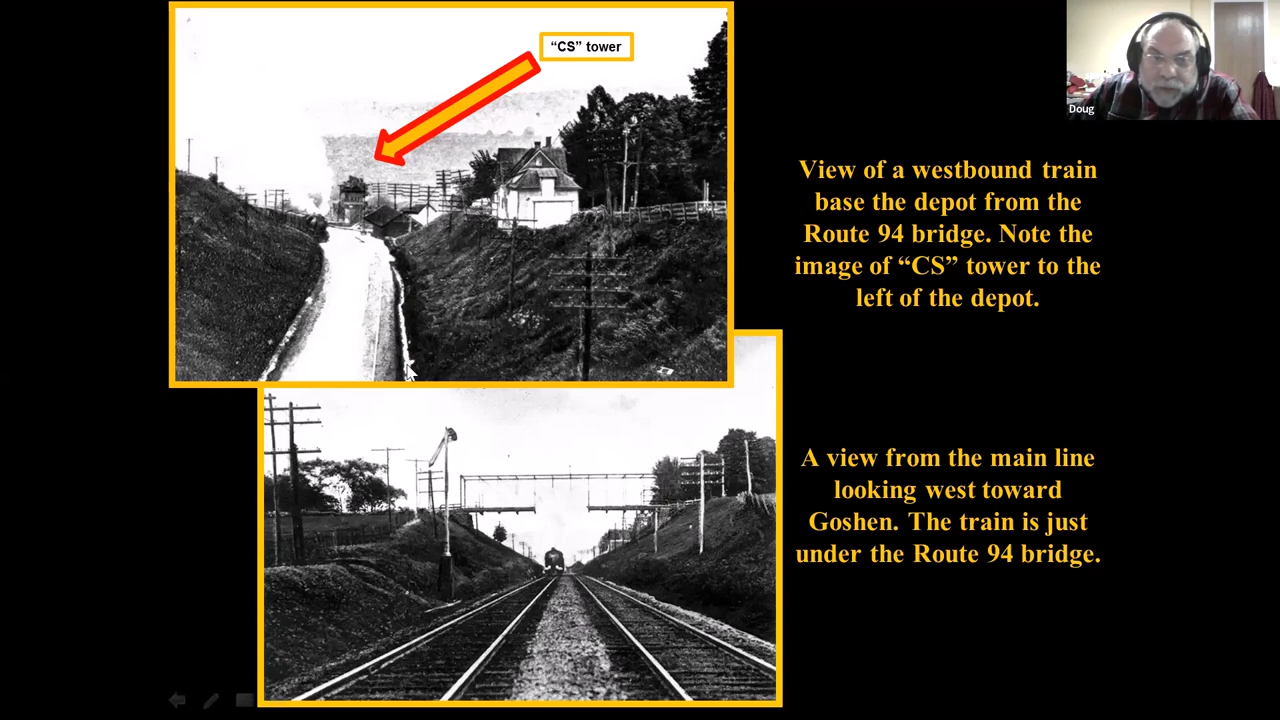 “CS” tower
Doug
View of a westbound train
base the depot from the
Route 94 bridge. Note the
image of “CS” tower to the
left of the depot.
A view from the main line
looking west toward
Goshen. The train is just
under the Route 94 bridge.